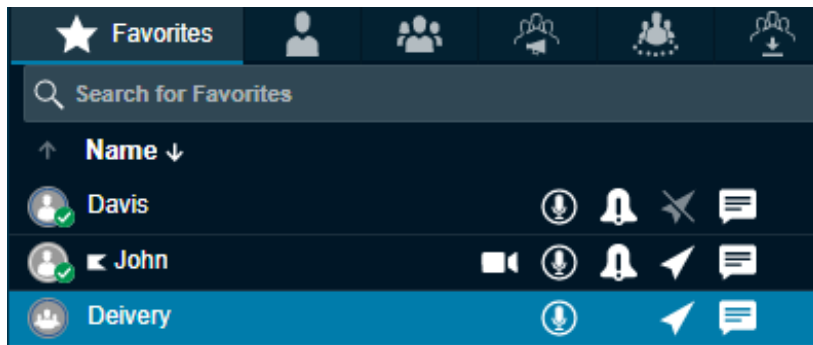 Favorites
Search for Favorites
Name
Davis
John
Deivery